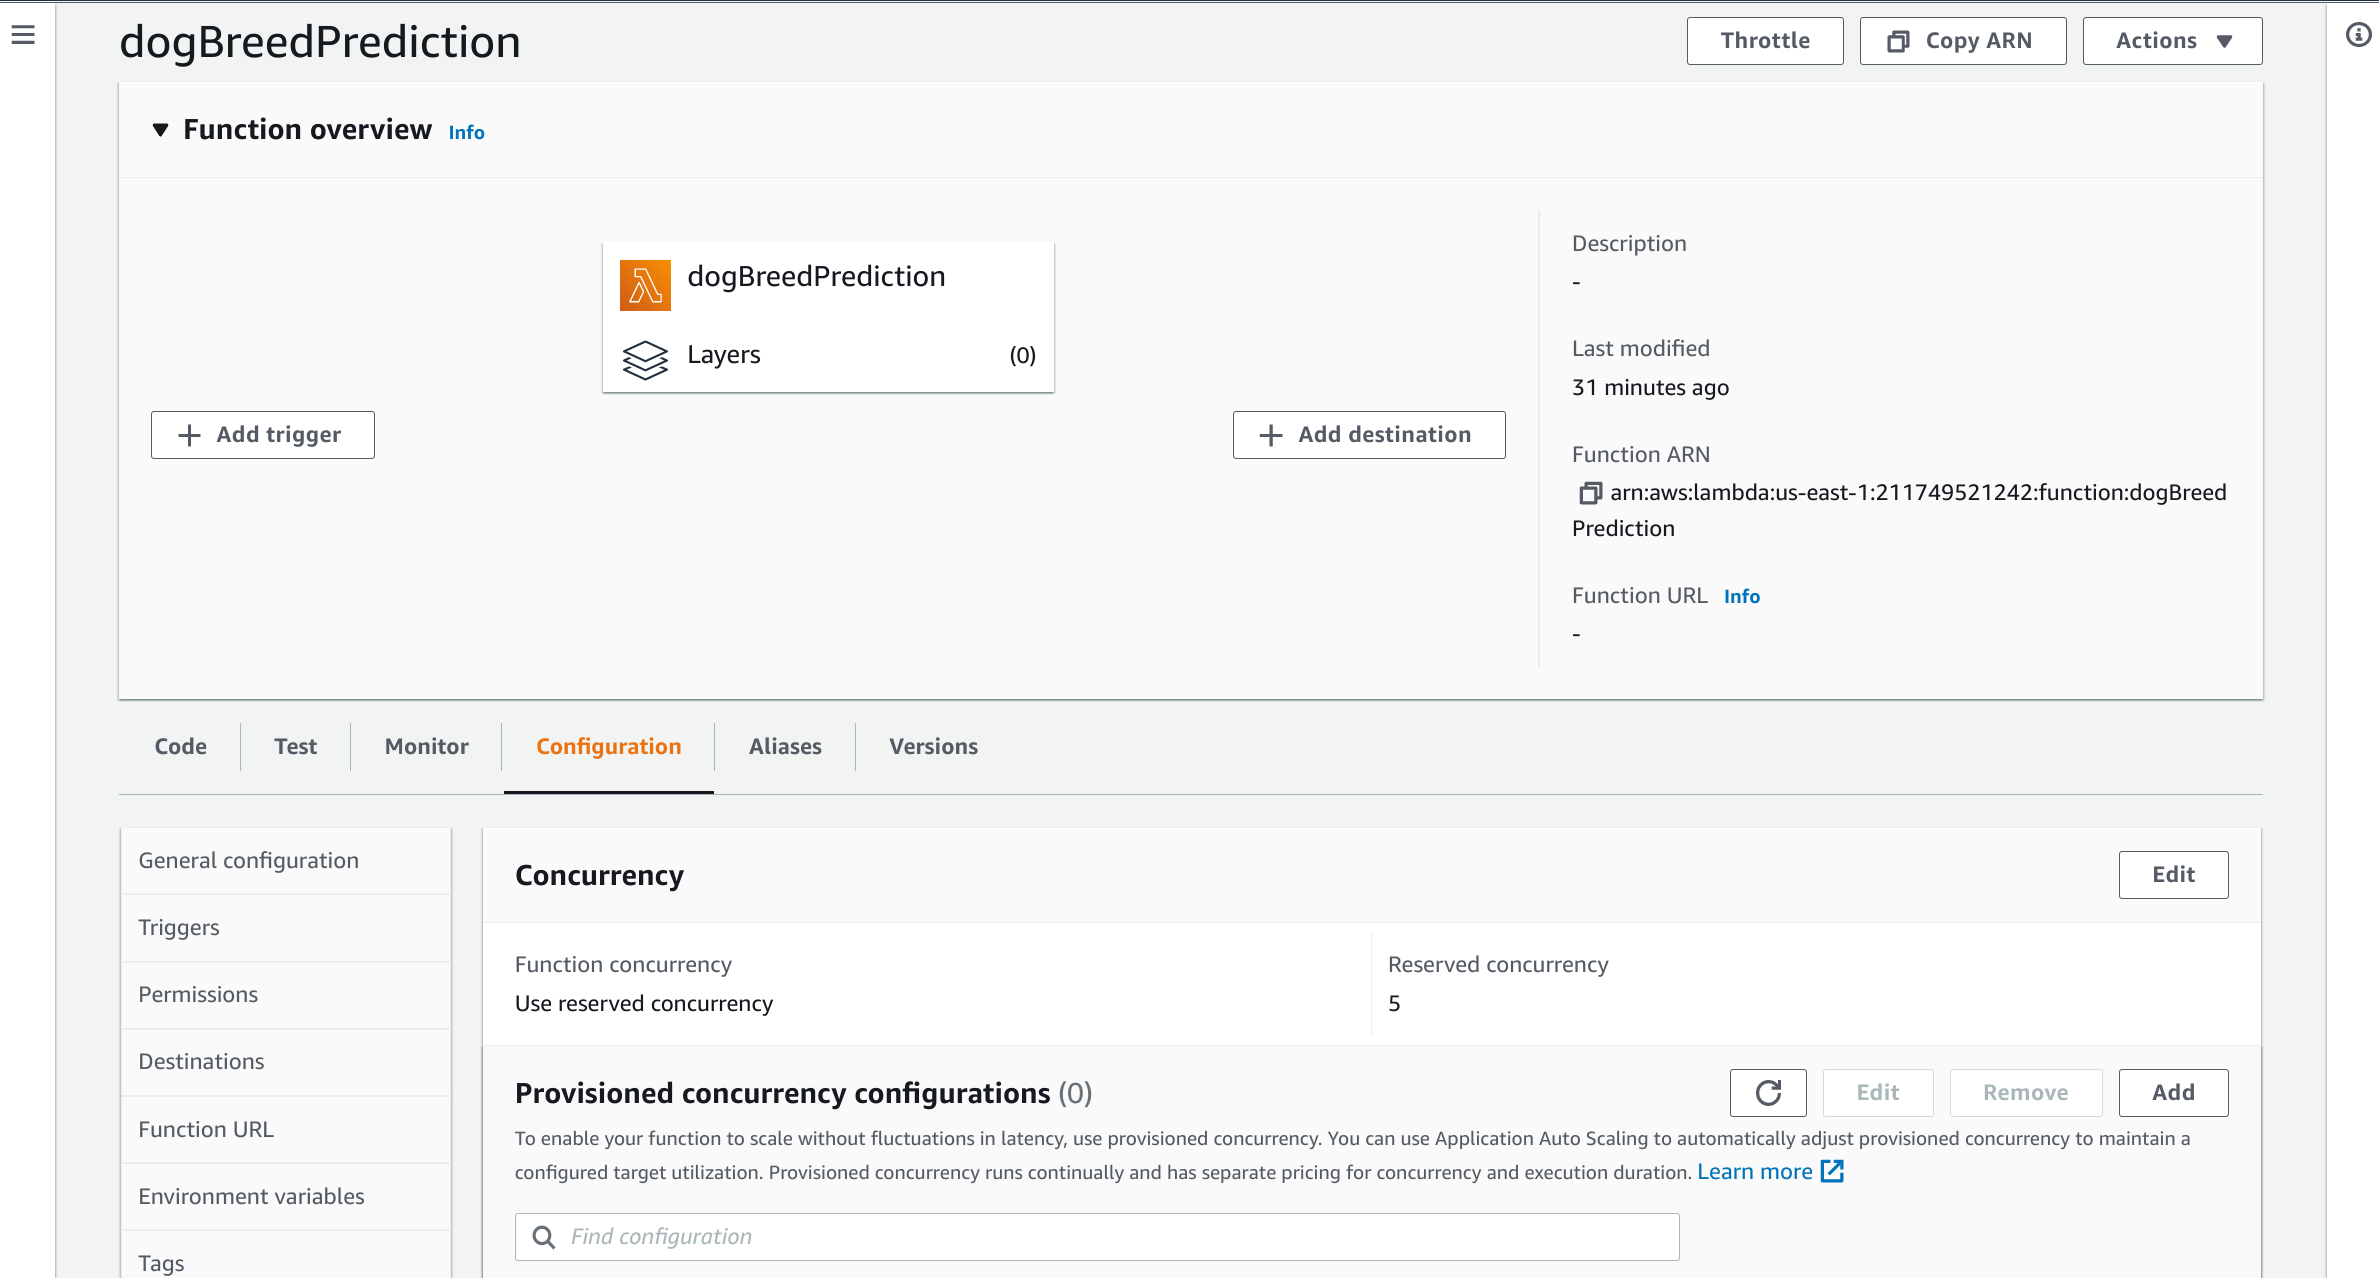 dogBreedPrediction
Throttle
Copy ARN
Actions
Function overview Info
dogBreedPrediction
Layers (0)
Add trigger
Add destination
Description
-
Last modified
31 minutes ago
Function ARN
arn:aws:lambda:us-east-1:211749521242:function:dogBreed
Prediction
Function URL Info
-
Code
Test
Monitor
Configuration
Aliases
Versions
General configuration
Triggers
Permissions
Destinations
Function URL
Environment variables
Tags
Concurrency
Edit
Function concurrency
Use reserved concurrency
Reserved concurrency
5
Provisioned concurrency configurations (0)
Edit
Remove
Add
To enable your function to scale without fluctuations in latency, use provisioned concurrency. You can use Application Auto Scaling to automatically adjust provisioned concurrency to maintain a
configured target utilization. Provisioned concurrency runs continually and has separate pricing for concurrency and execution duration. Learn more
Find configuration